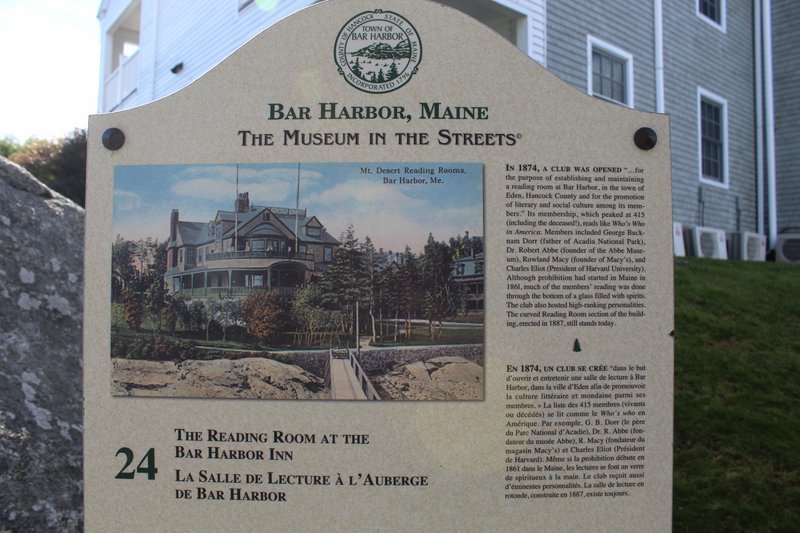 COUNTY OF HANCOCK, STATE OF MAINE
TOWN OF
BAR HARBOR
INCORPORATED 1796
BAR HARBOR, MAINE
THE MUSEUM IN THE STREETS©
Mt. Desert Reading Rooms,
Bar Harbor, Me.
IN 1874, A CLUB WAS OPENED "...for
the purpose of establishing and maintaining
a reading room at Bar Harbor, in the town of
Eden, Hancock County and for the promotion
of literary and social culture among its mem-
bers." Its membership, which peaked at 415
(including the deceased!), reads like Who's Who
in America. Members included George Buck-
nam Dorr (father of Acadia National Park),
Dr. Robert Abbe (founder of the Abbe Muse-
um), Rowland Macy (founder of Macy's), and
Charles Eliot (President of Harvard University).
Although prohibition had started in Maine in
1861, much of the members' reading was done
through the bottom of a glass filled with spirits.
The club also hosted high-ranking personalities.
The curved Reading Room section of the build-
ing, erected in 1887, still stands today.
EN 1874, UN CLUB SE CRÉE "dans le but
d'ouvrir et entretenir une salle de lecture à Bar
Harbor, dans la ville d'Eden afin de promouvoir
la culture littéraire et mondaine parmi ses
membres. » La liste des 415 membres (vivants
ou décédés) se lit comme le Who's who en
Amérique. Par exemple, G. B. Dorr (le père
du Parc National d'Acadie), Dr. R. Abbe (fon-
dateur du musée Abbe), R. Macy (fondateur du
magasin Macy's) et Charles Eliot (Président
de Harvard). Même si la prohibition débute en
1861 dans le Maine, les lectures se font un verre
de spiritueux à la main. Le club reçoit aussi
d'éminentes personnalités. La salle de lecture en
rotonde, construite en 1887, existe toujours.
24
THE READING ROOM AT THE
BAR HARBOR INN
LA SALLE DE LECTURE À L'AUBERGE
DE BAR HARBOR